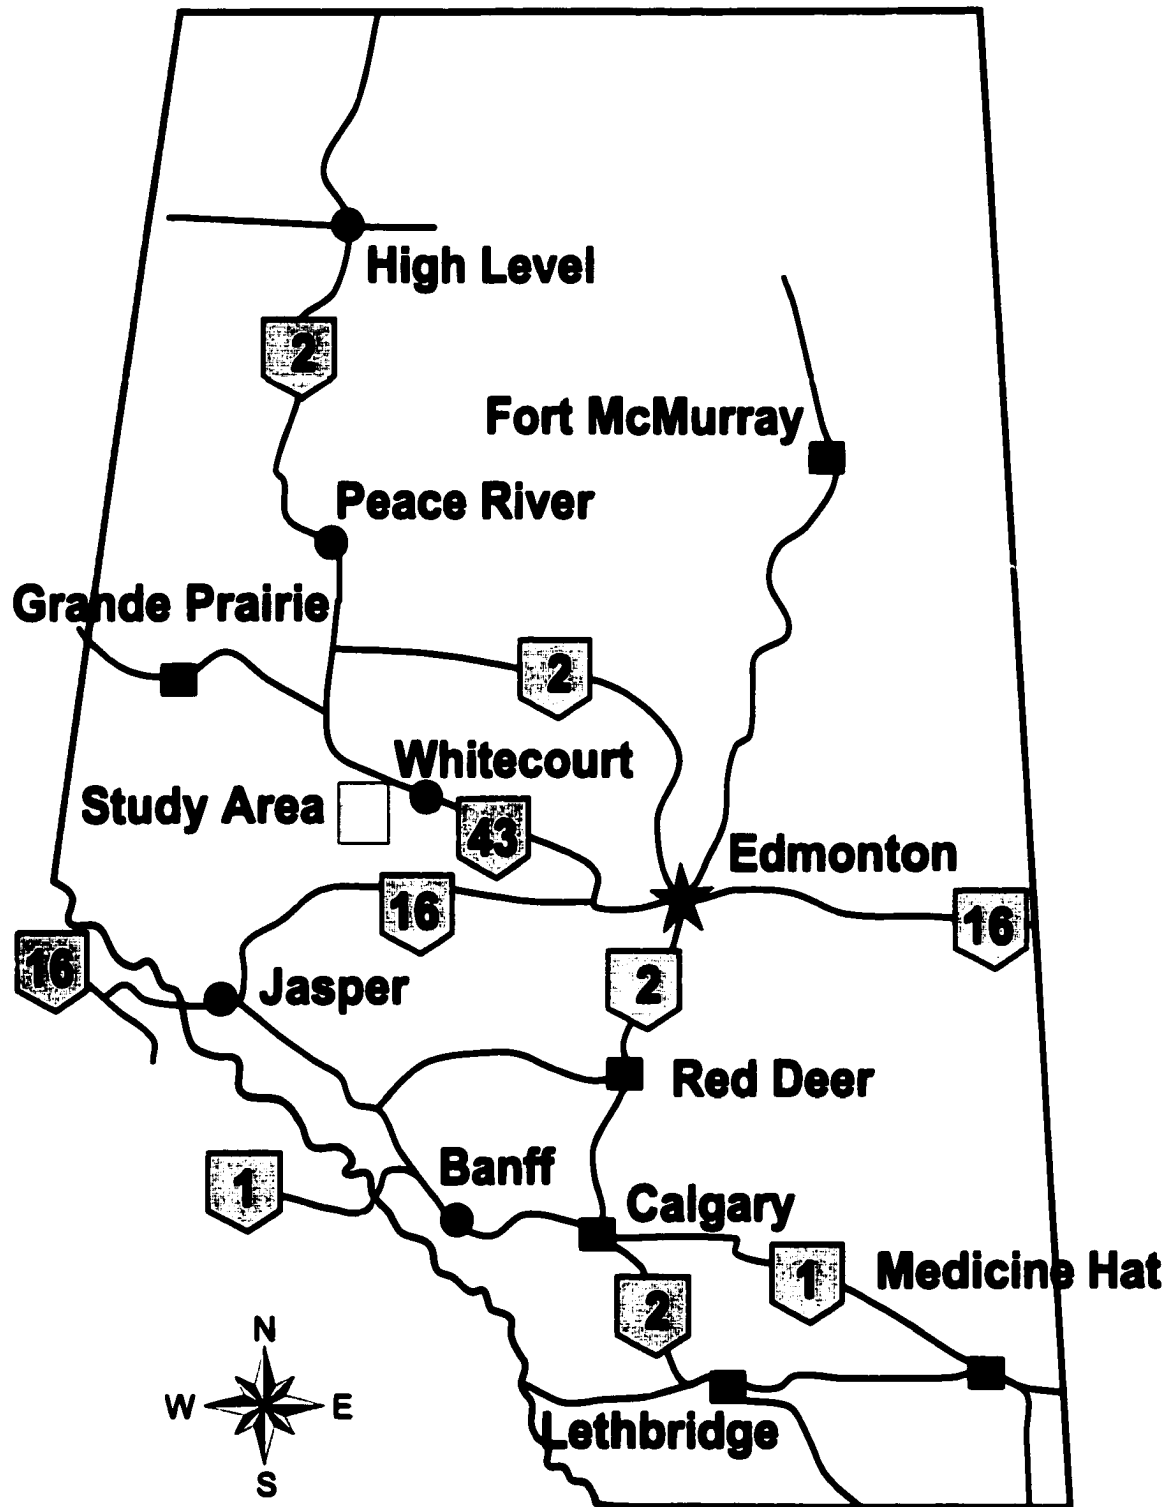 High Level
2
Fort McMurray
Peace River
Grande Prairie
2
Whitecourt
Study Area
43
Edmonton
16
16
16
Jasper
2
Red Deer
Banff
1
Calgary
1
Medicine Hat
2
N
W
E
S
Lethbridge